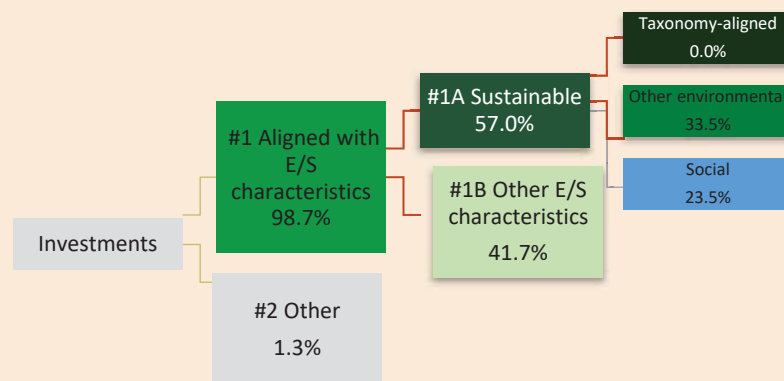 Investments
#1 Aligned with
E/S
characteristics
98.7%
#2 Other
1.3%
#1A Sustainable
57.0%
#1B Other E/S
characteristics
41.7%
Taxonomy-aligned
0.0%
Other environmenta
33.5%
Social
23.5%